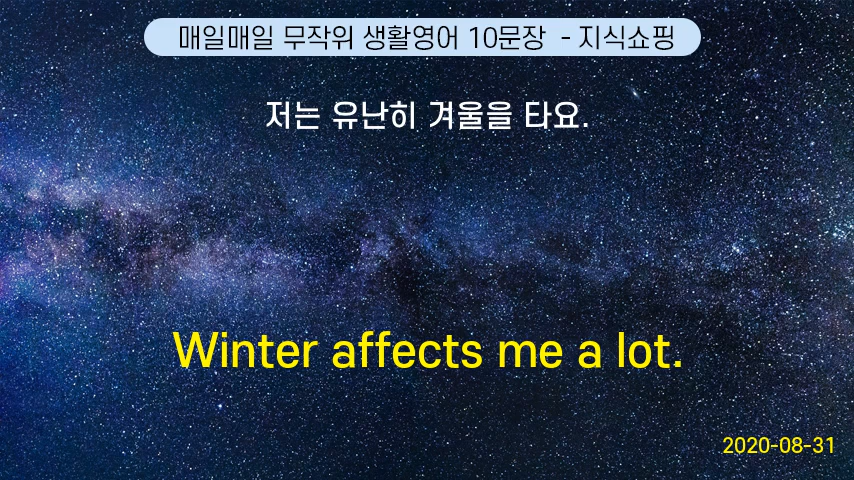 매일매일 무작위 생활영어 10문장 - 지식쇼핑
저는 유난히 겨울을 타요.
Winter affects me a lot.
2020-08-31